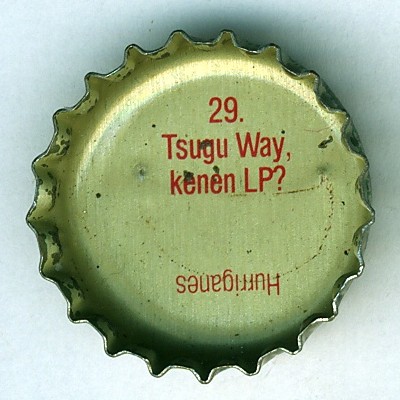 29.
Tsugu Way,
kenen LP?
Hurriganes